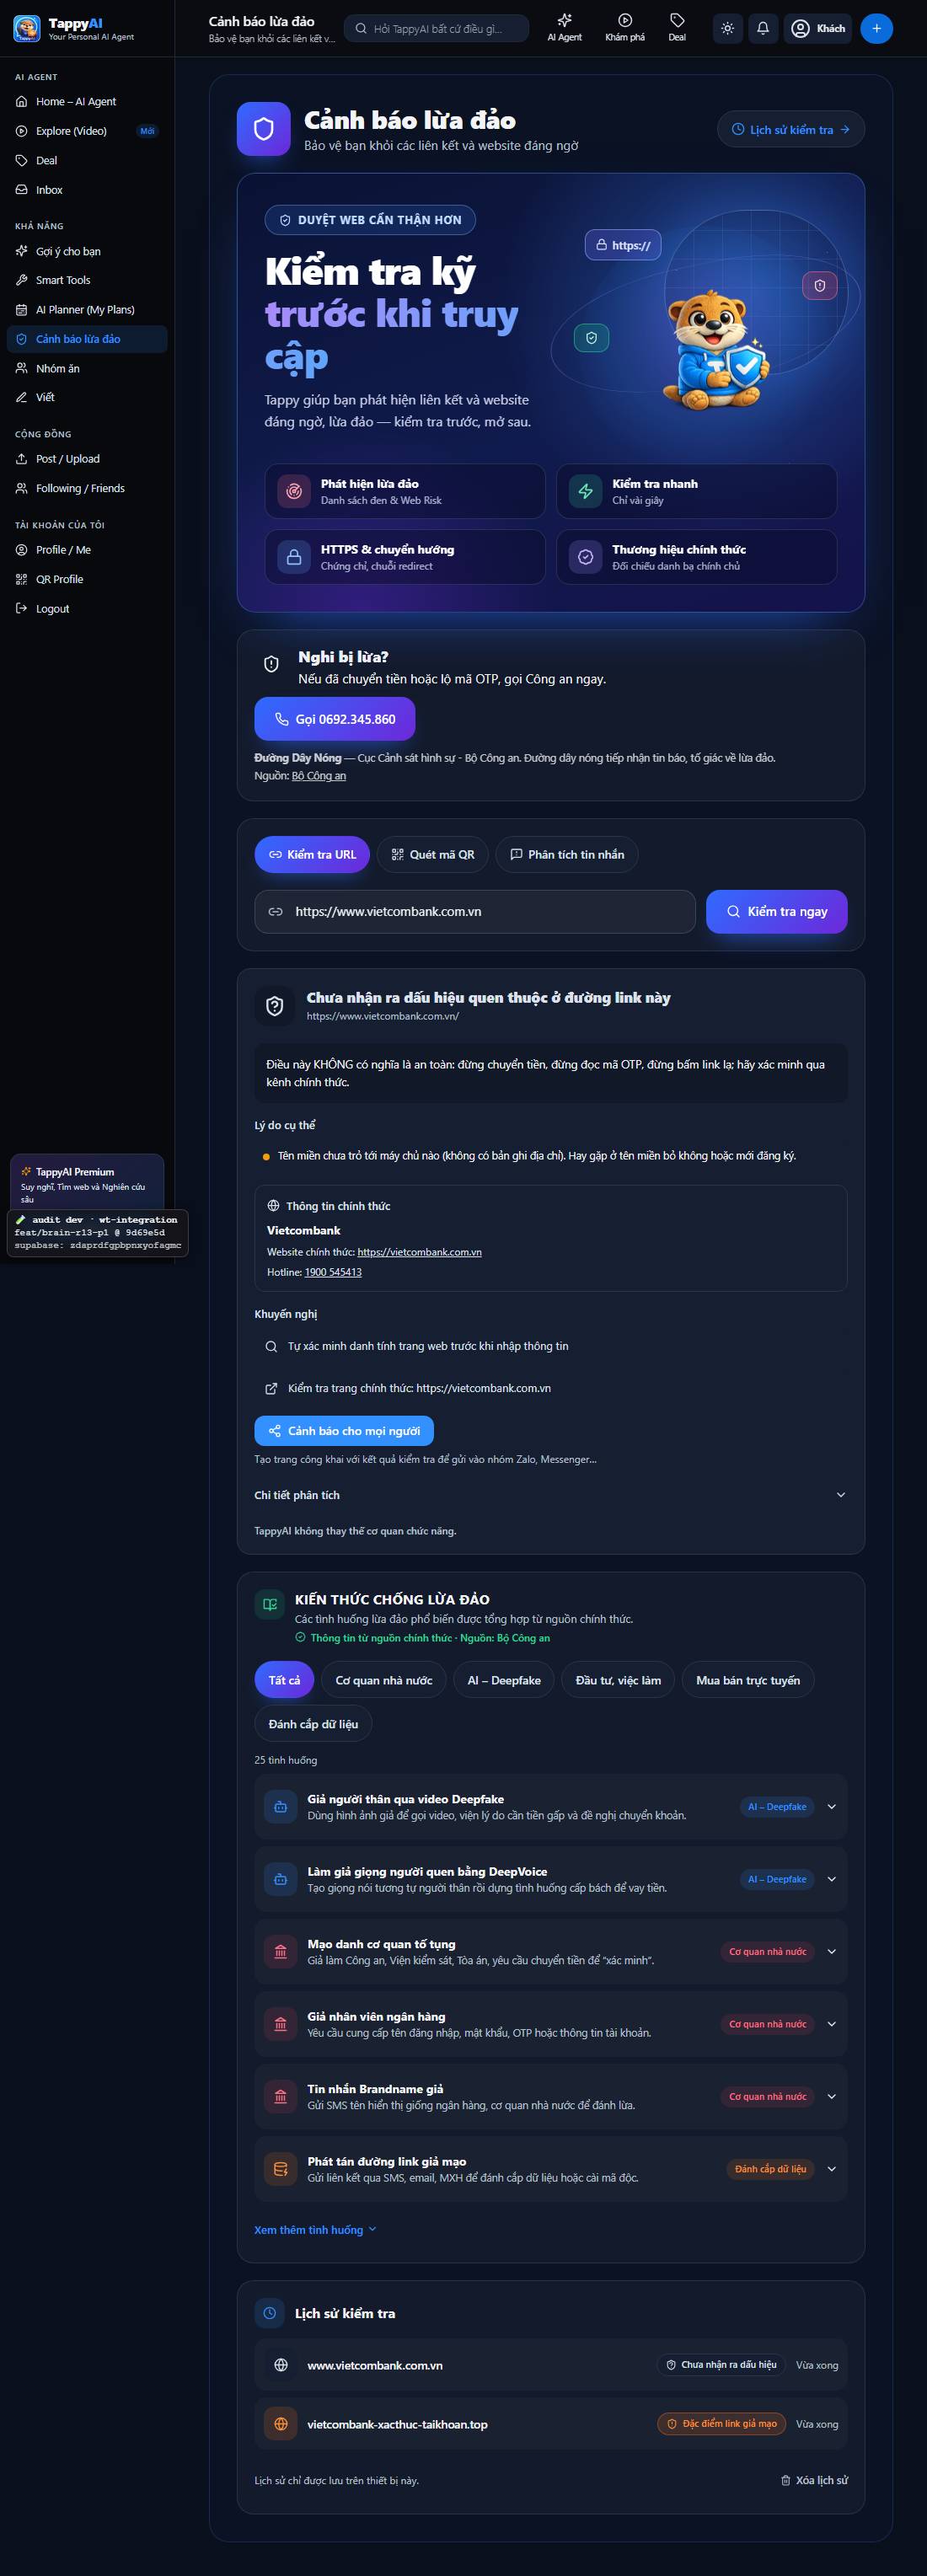 TappyAI
Your Personal AI Agent
Cảnh báo lừa đảo
Bảo vệ bạn khỏi các liên kết v...
Hỏi TappyAI bất cứ điều gì...
AI Agent
Khám phá
Deal
Khách
AI AGENT
Home – AI Agent
Explore (Video)
Mới
Deal
Inbox
KHẢ NĂNG
Gợi ý cho bạn
Smart Tools
AI Planner (My Plans)
Cảnh báo lừa đảo
Nhóm ăn
Viết
CỘNG ĐỒNG
Post / Upload
Following / Friends
TÀI KHOẢN CỦA TÔI
Profile / Me
QR Profile
Logout
TappyAI Premium
Suy nghĩ, Tìm web và Nghiên cứu
sâu
audit dev · wt-integration
feat/brain-r13-p1 @ 9d69e5d
supabase: zdaprdfgpbpnxyofagmc
Cảnh báo lừa đảo
Bảo vệ bạn khỏi các liên kết và website đáng ngờ
Lịch sử kiểm tra
DUYỆT WEB CẨN THẬN HƠN
Kiểm tra kỹ
trước khi truy
cập
Tappy giúp bạn phát hiện liên kết và website
đáng ngờ, lừa đảo — kiểm tra trước, mở sau.
https://
Phát hiện lừa đảo
Danh sách đen & Web Risk
Kiểm tra nhanh
Chỉ vài giây
HTTPS & chuyển hướng
Chứng chỉ, chuỗi redirect
Thương hiệu chính thức
Đối chiếu danh bạ chính chủ
Nghi bị lừa?
Nếu đã chuyển tiền hoặc lộ mã OTP, gọi Công an ngay.
Gọi 0692.345.860
Đường Dây Nóng — Cục Cảnh sát hình sự - Bộ Công an. Đường dây nóng tiếp nhận tin báo, tố giác về lừa đảo.
Nguồn: Bộ Công an
Kiểm tra URL
Quét mã QR
Phân tích tin nhắn
https://www.vietcombank.com.vn
Kiểm tra ngay
Chưa nhận ra dấu hiệu quen thuộc ở đường link này
https://www.vietcombank.com.vn/
Điều này KHÔNG có nghĩa là an toàn: đừng chuyển tiền, đừng đọc mã OTP, đừng bấm link lạ; hãy xác minh qua
kênh chính thức.
Lý do cụ thể
Tên miền chưa trỏ tới máy chủ nào (không có bản ghi địa chỉ). Hay gặp ở tên miền bỏ không hoặc mới đăng ký.
Thông tin chính thức
Vietcombank
Website chính thức: https://vietcombank.com.vn
Hotline: 1900 545413
Khuyến nghị
Tự xác minh danh tính trang web trước khi nhập thông tin
Kiểm tra trang chính thức: https://vietcombank.com.vn
Cảnh báo cho mọi người
Tạo trang công khai với kết quả kiểm tra để gửi vào nhóm Zalo, Messenger...
Chi tiết phân tích
TappyAI không thay thế cơ quan chức năng.
KIẾN THỨC CHỐNG LỪA ĐẢO
Các tình huống lừa đảo phổ biến được tổng hợp từ nguồn chính thức.
Thông tin từ nguồn chính thức · Nguồn: Bộ Công an
Tất cả
Cơ quan nhà nước
AI – Deepfake
Đầu tư, việc làm
Mua bán trực tuyến
Đánh cắp dữ liệu
25 tình huống
Giả người thân qua video Deepfake
Dùng hình ảnh giả để gọi video, viện lý do cần tiền gấp và đề nghị chuyển khoản.
AI – Deepfake
Làm giả giọng người quen bằng DeepVoice
Tạo giọng nói tương tự người thân rồi dựng tình huống cấp bách để vay tiền.
AI – Deepfake
Mạo danh cơ quan tố tụng
Giả làm Công an, Viện kiểm sát, Tòa án, yêu cầu chuyển tiền để “xác minh”.
Cơ quan nhà nước
Giả nhân viên ngân hàng
Yêu cầu cung cấp tên đăng nhập, mật khẩu, OTP hoặc thông tin tài khoản.
Cơ quan nhà nước
Tin nhắn Brandname giả
Gửi SMS tên hiển thị giống ngân hàng, cơ quan nhà nước để đánh lừa.
Cơ quan nhà nước
Phát tán đường link giả mạo
Gửi liên kết qua SMS, email, MXH để đánh cắp dữ liệu hoặc cài mã độc.
Đánh cắp dữ liệu
Xem thêm tình huống
Lịch sử kiểm tra
www.vietcombank.com.vn
Chưa nhận ra dấu hiệu
Vừa xong
vietcombank-xacthuc-taikhoan.top
Đặc điểm link giả mạo
Vừa xong
Lịch sử chỉ được lưu trên thiết bị này.
Xóa lịch sử